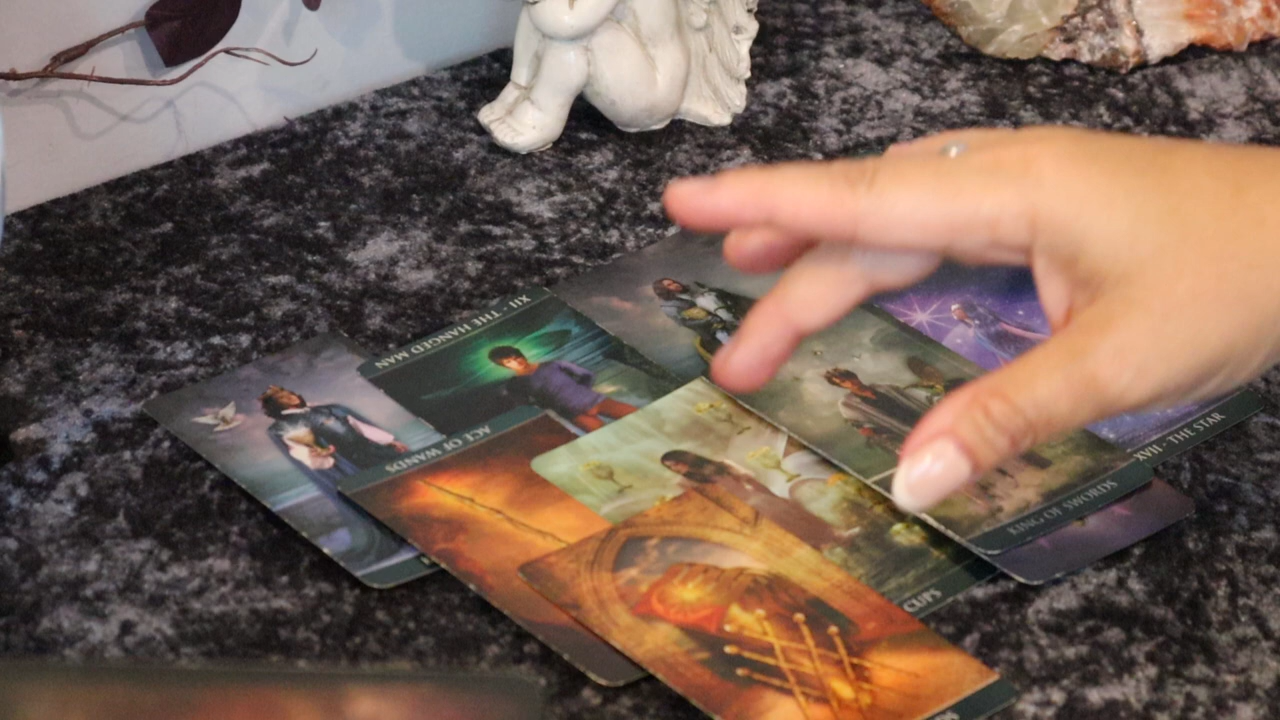 XII - THE HANGED MAN
ACE OF WANDS
XVII - THE STAR
KING OF SWORDS
CUPS